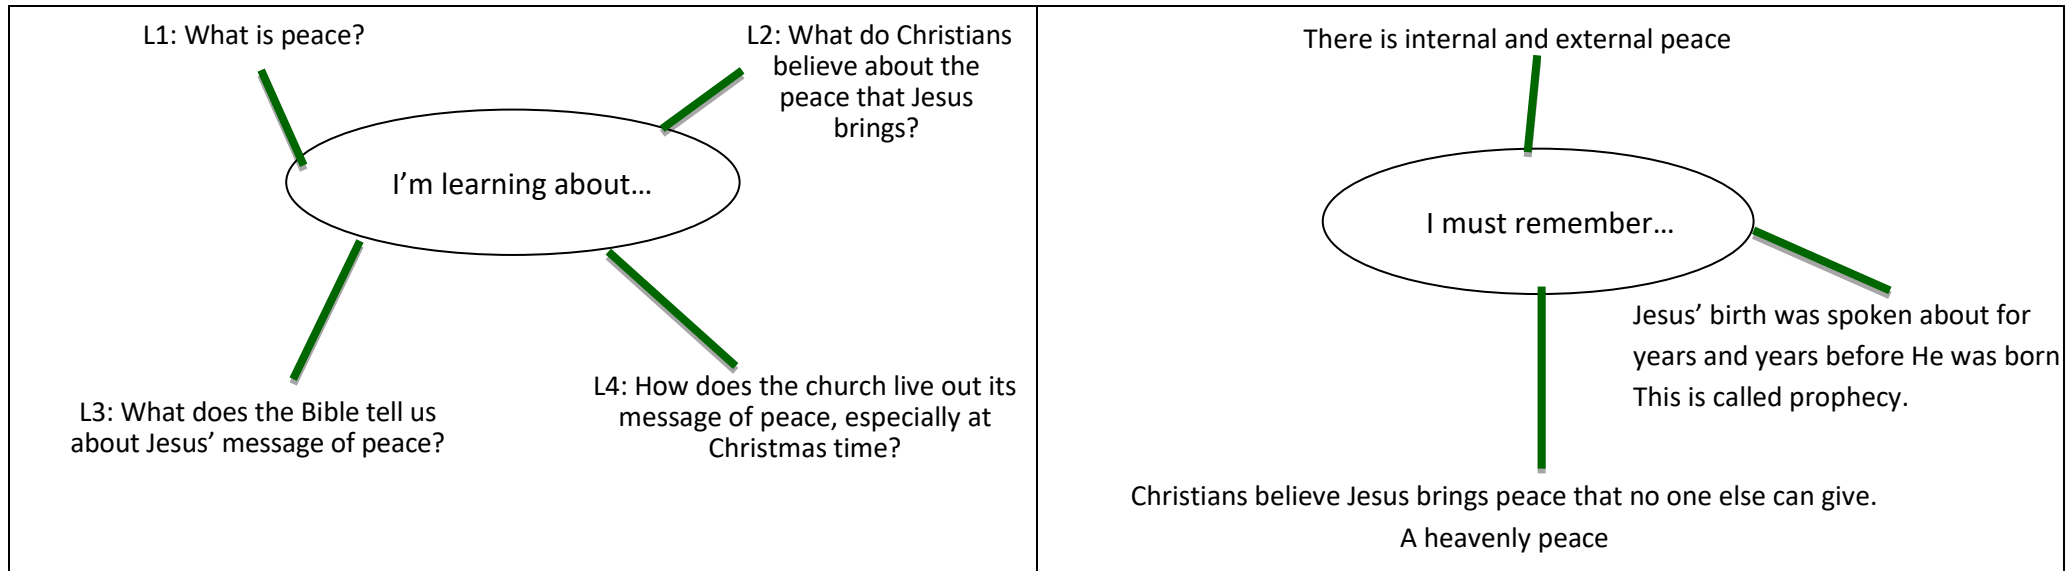 L1: What is peace?
L2: What do Christians
believe about the
peace that Jesus
brings?
I’m learning about…
L3: What does the Bible tell us
about Jesus’ message of peace?
L4: How does the church live out its
message of peace, especially at
Christmas time?
There is internal and external peace
I must remember…
Jesus’ birth was spoken about for
years and years before He was born
This is called prophecy.
Christians believe Jesus brings peace that no one else can give.
A heavenly peace